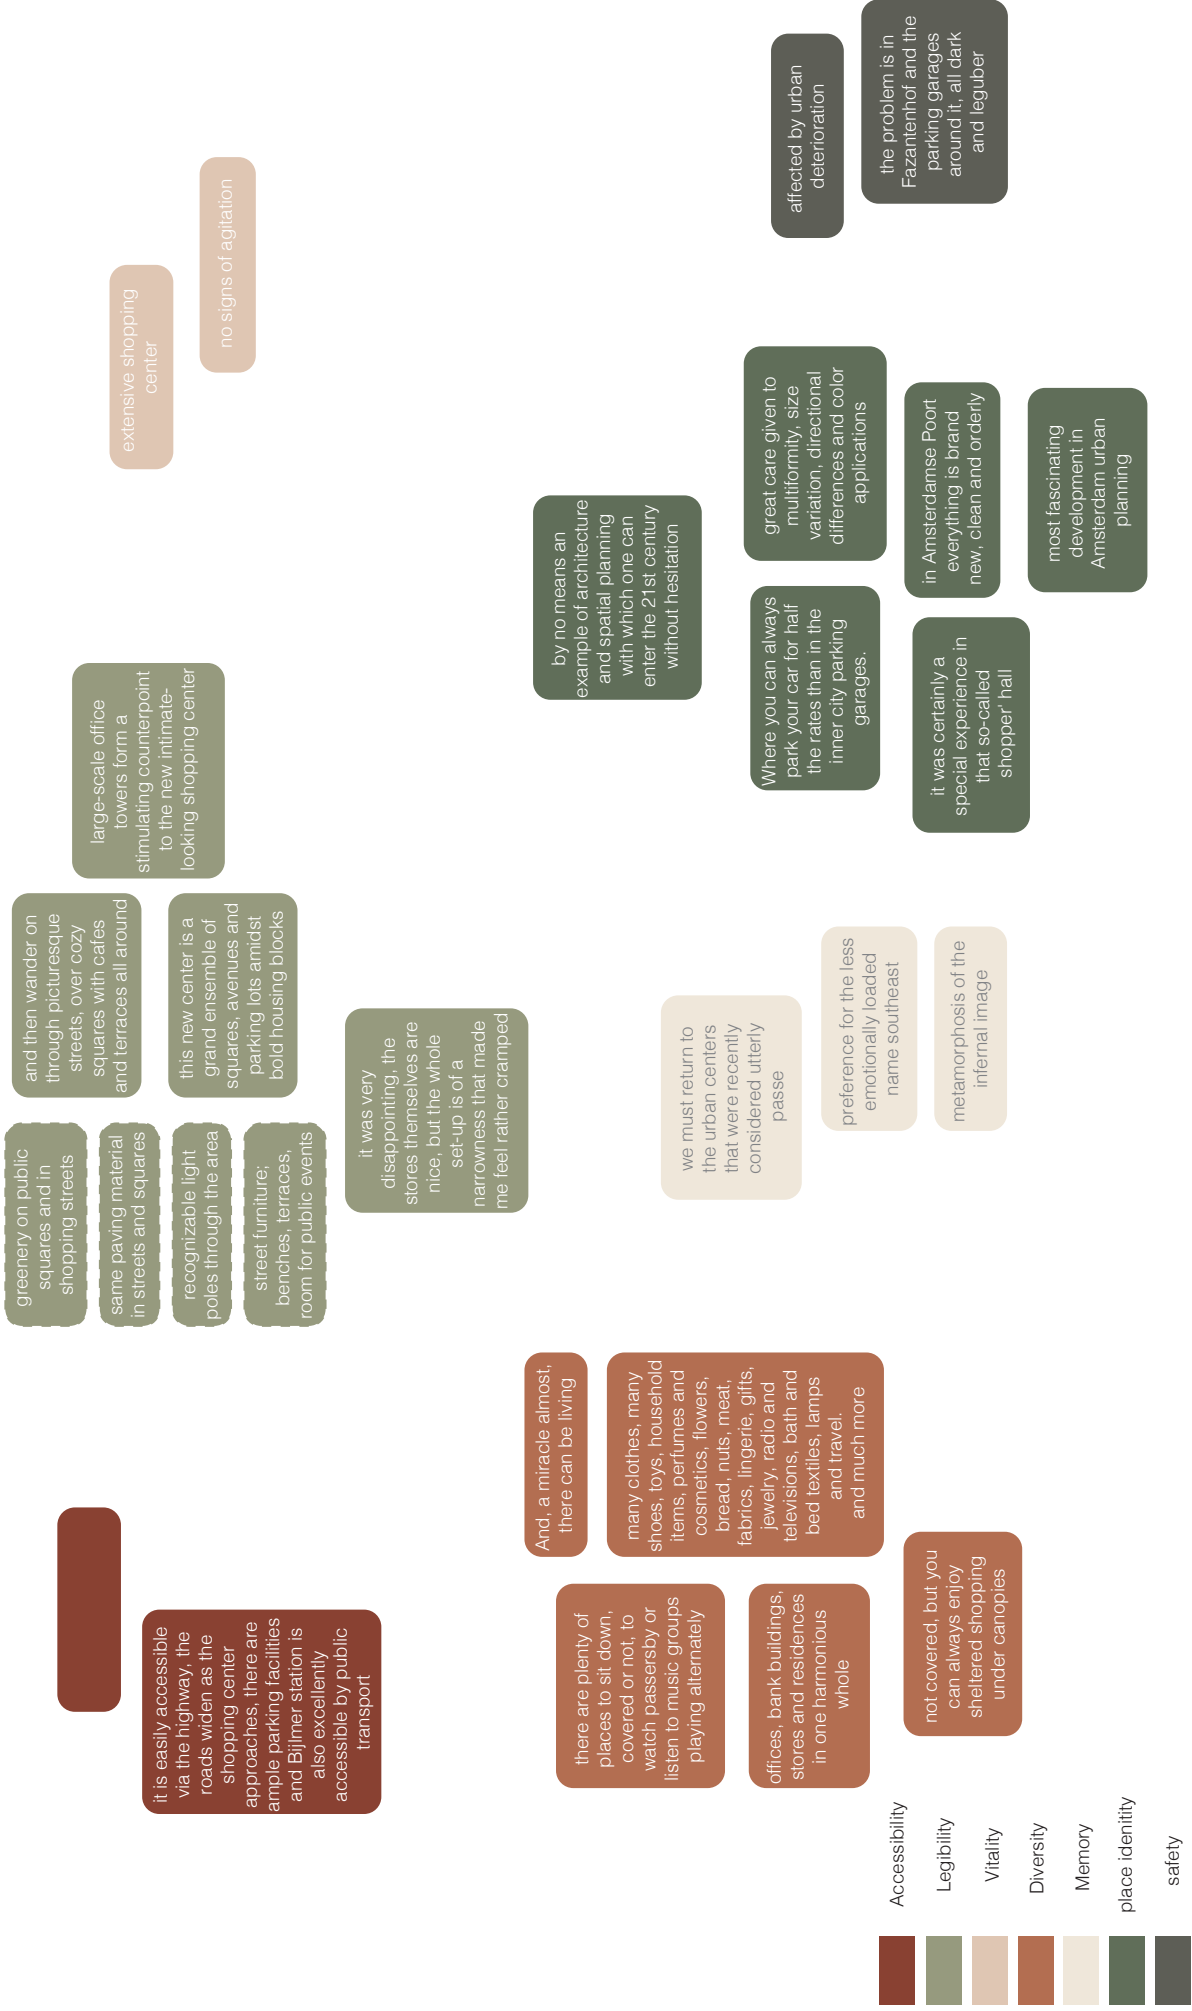 it is easily accessible
via the highway, the
roads widen as the
shopping center
approaches, there are
ample parking facilities
and Bijlmer station is
also excellently
accessible by public
transport
greenery on public
squares and in
shopping streets
same paving material
in streets and squares
recognizable light
poles through the area
street furniture;
benches, terraces,
room for public events
and then wander on
through picturesque
streets, over cozy
squares with cafes
and terraces all around
this new center is a
grand ensemble of
squares, avenues and
parking lots amidst
bold housing blocks
large-scale office
towers form a
stimulating counterpoint
to the new intimate-
looking shopping center
it was very
disappointing, the
stores themselves are
nice, but the whole
set-up is of a
narrowness that made
me feel rather cramped
extensive shopping
center
no signs of agitation
there are plenty of
places to sit down,
covered or not, to
watch passersby or
listen to music groups
playing alternately
offices, bank buildings,
stores and residences
in one harmonious
whole
And, a miracle almost,
there can be living
many clothes, many
shoes, toys, household
items, perfumes and
cosmetics, flowers,
bread, nuts, meat,
fabrics, lingerie, gifts,
jewelry, radio and
televisions, bath and
bed textiles, lamps
and travel.
and much more
not covered, but you
can always enjoy
sheltered shopping
under canopies
we must return to
the urban centers
that were recently
considered utterly
passe
preference for the less
emotionally loaded
name southeast
metamorphosis of the
infernal image
by no means an
example of architecture
and spatial planning
with which one can
enter the 21st century
without hesitation
Where you can always
park your car for half
the rates than in the
inner city parking
garages.
great care given to
multiformity, size
variation, directional
differences and color
applications
it was certainly a
special experience in
that so-called
shopper' hall
in Amsterdamse Poort
everything is brand
new, clean and orderly
most fascinating
development in
Amsterdam urban
planning
affected by urban
deterioration
the problem is in
Fazantenhof and the
parking garages
around it, all dark
and leguber
Accessibility
Legibility
Vitality
Diversity
Memory
place idenitity
safety